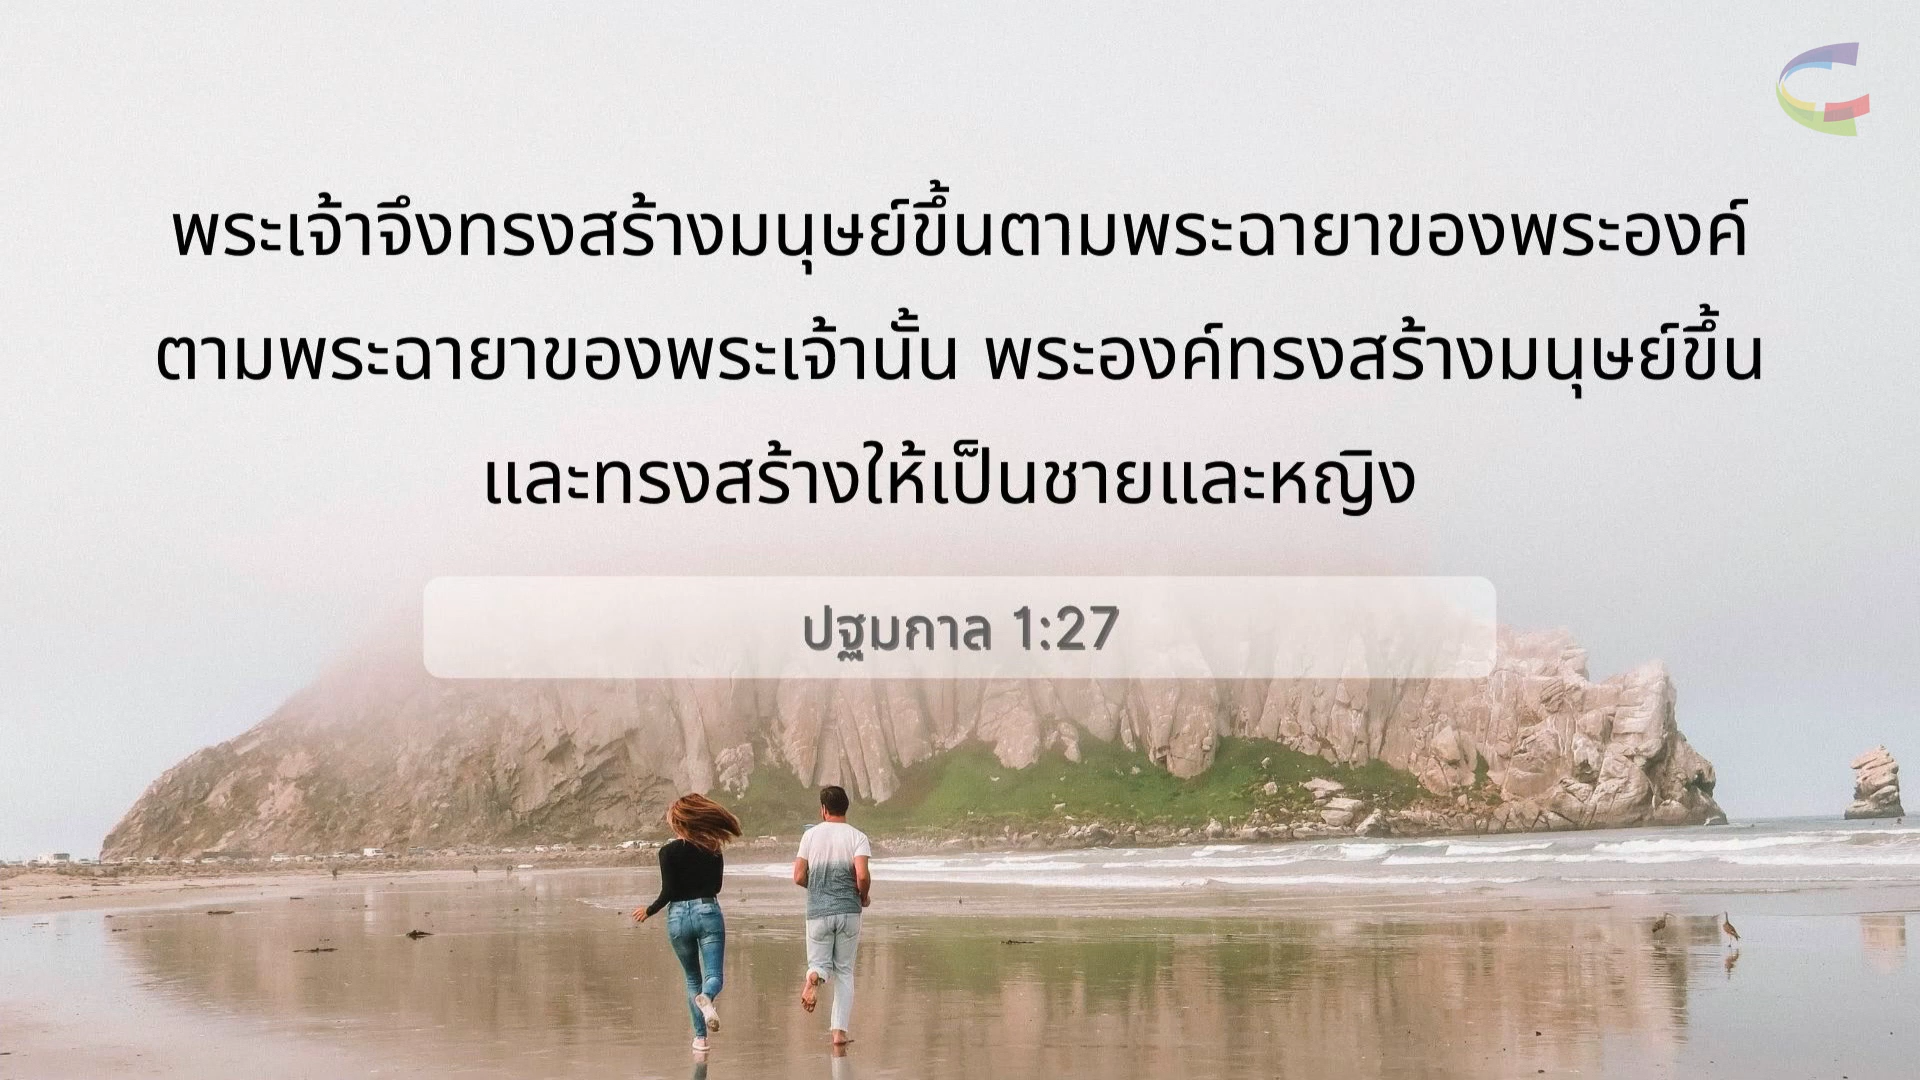 พระเจ้าจึงทรงสร้างมนุษย์ขึ้นตามพระฉายาของพระองค์
ตามพระฉายาของพระเจ้านั้น พระองค์ทรงสร้างมนุษย์ขึ้น
และทรงสร้างให้เป็นชายและหญิง
ปฐมกาล 1:27